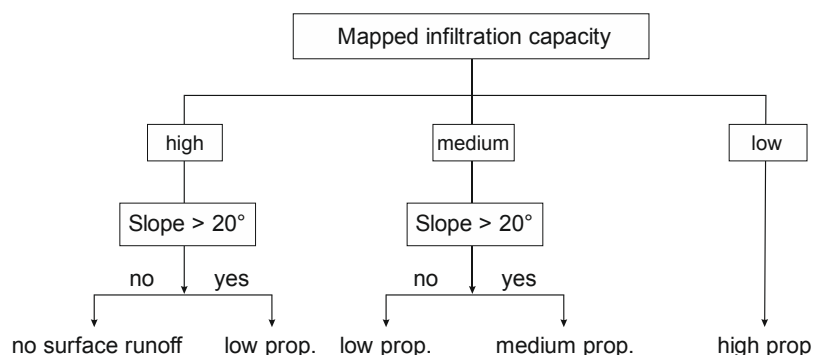 Mapped infiltration capacity
high medium low
Slope > 20° Slope > 20°
no yes no yes
no surface runoff low prop. low prop. medium prop. high prop